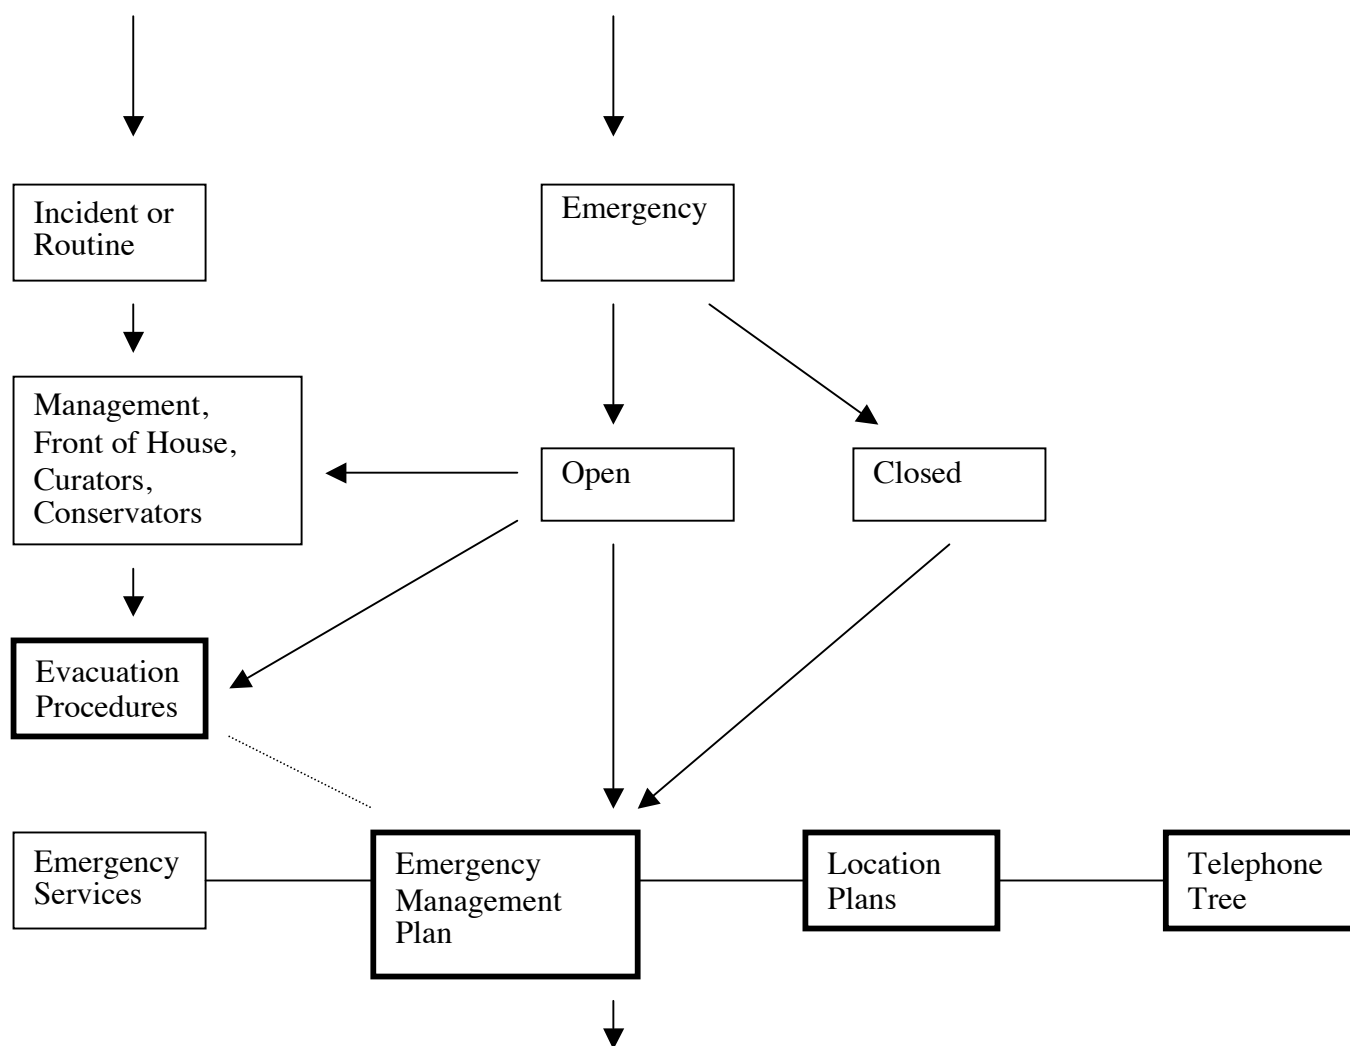 Incident or
Routine
Emergency
Management,
Front of House,
Curators,
Conservators
Open
Closed
Evacuation
Procedures
Emergency
Services
Emergency
Management
Plan
Location
Plans
Telephone
Tree